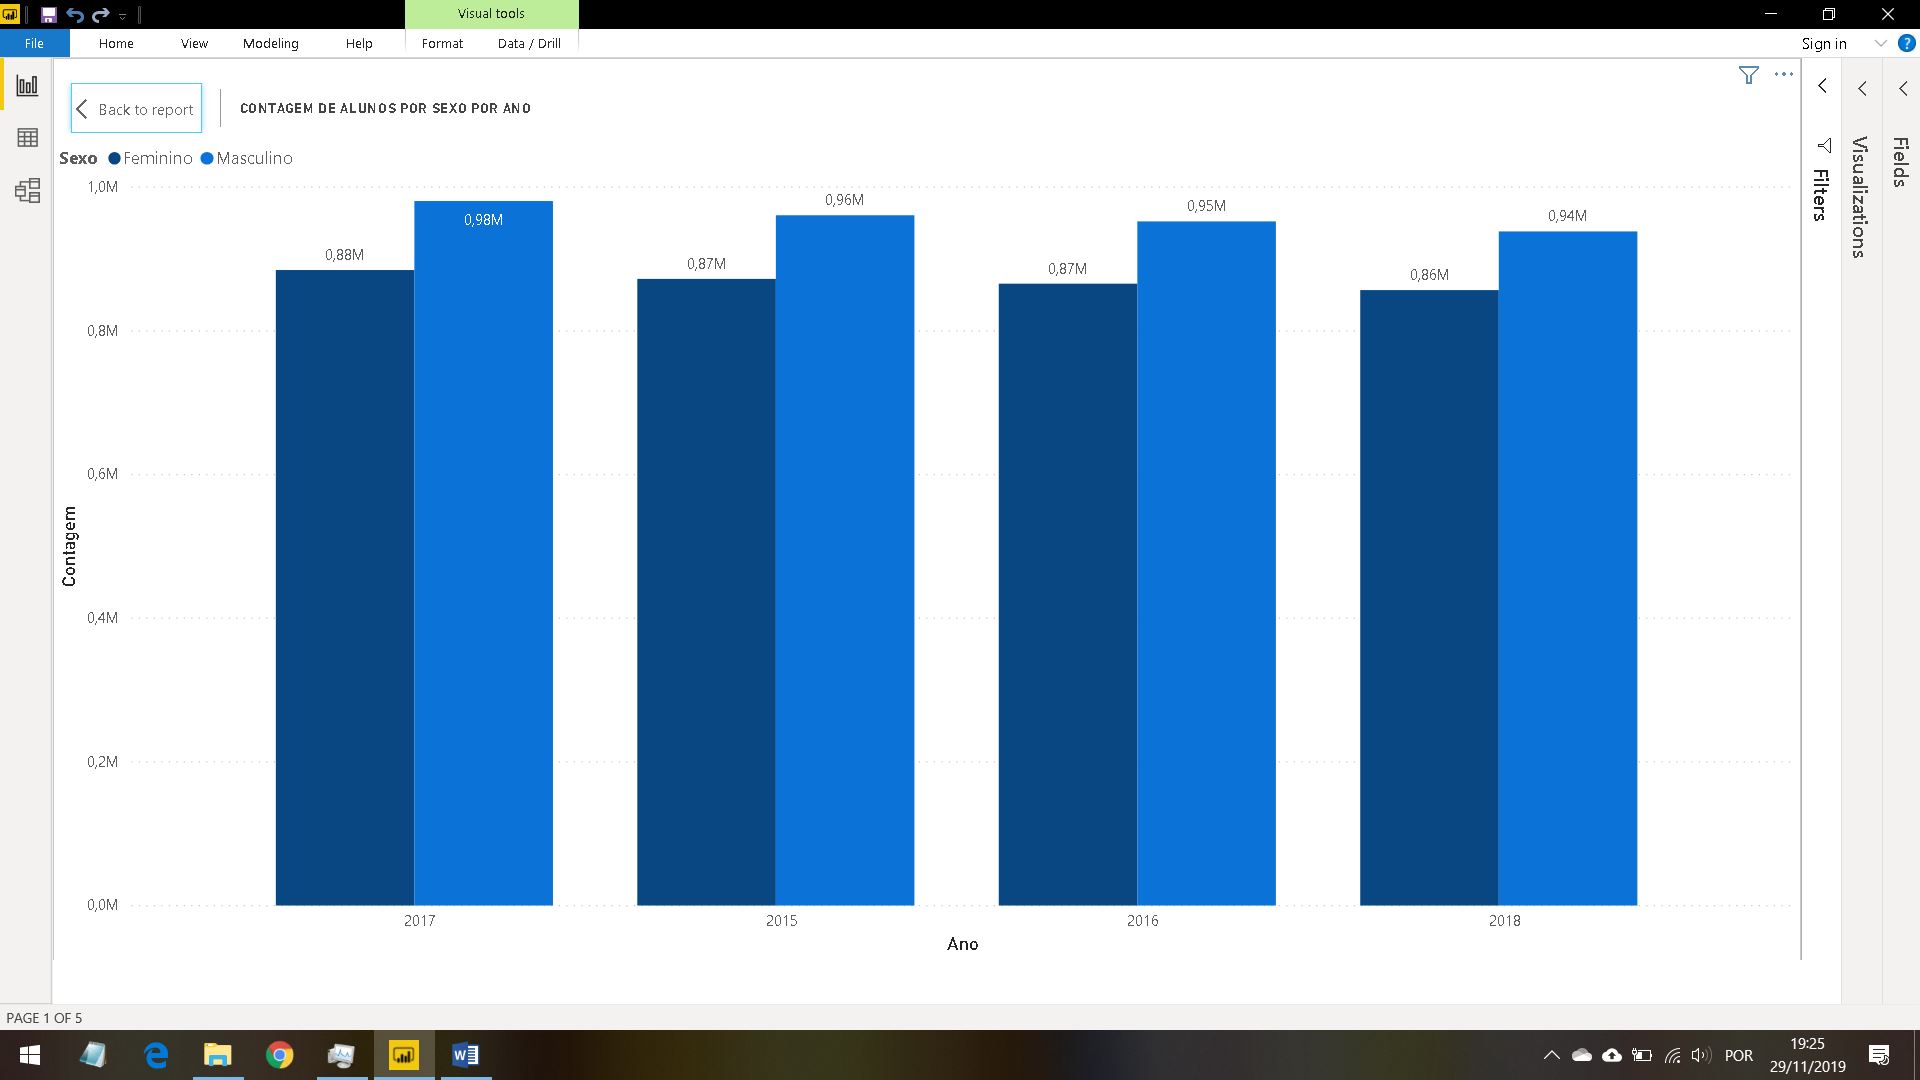 Visual tools
File Home View Modeling Help Format Data / Drill Sign in ?
Back to report CONTAGEM DE ALUNOS POR SEXO POR ANO
Sexo Feminino Masculino
1,0M
0,8M
0,6M
0,4M
0,2M
0,0M
Contagem
0,88M 0,98M 0,87M 0,96M 0,87M 0,95M 0,86M 0,94M
2017 2015 2016 2018
Ano
Filters
Visualizations
Fields
PAGE 1 OF 5
POR
19:25
29/11/2019